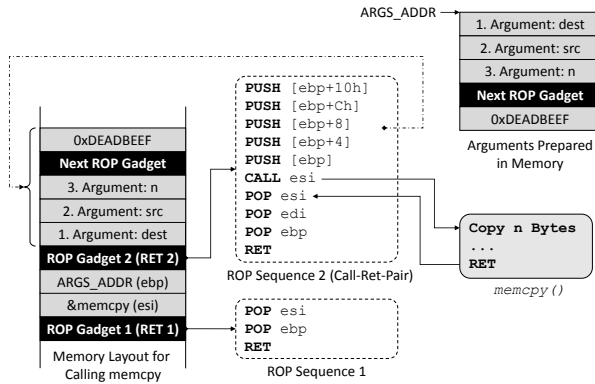 ARGS_ADDR
1. Argument: dest
2. Argument: src
3. Argument: n
Next ROP Gadget
0xDEADBEEF
Arguments Prepared
in Memory
0xDEADBEEF
Next ROP Gadget
3. Argument: n
2. Argument: src
1. Argument: dest
ROP Gadget 2 (RET 2)
ARGS_ADDR (ebp)
&memcpy (esi)
ROP Gadget 1 (RET 1)
Memory Layout for
Calling memcpy
PUSH [ebp+10h]
PUSH [ebp+Ch]
PUSH [ebp+8]
PUSH [ebp+4]
PUSH [ebp]
CALL esi
POP esi
POP edi
POP ebp
RET
ROP Sequence 2 (Call-Ret-Pair)
POP esi
POP ebp
RET
ROP Sequence 1
Copy n Bytes
...
RET
memcpy()